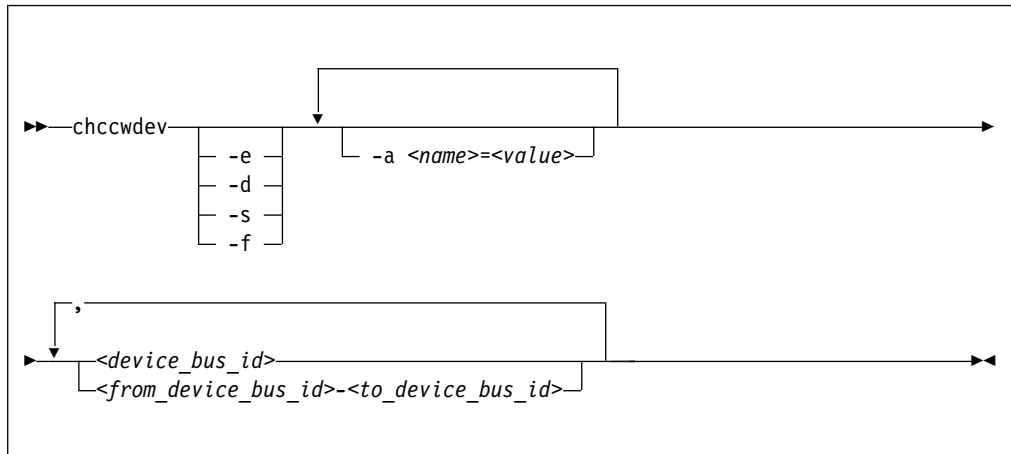 chccwdev
-e
-d
-s
-f
-a <name>=<value>
,
<device_bus_id>
<from_device_bus_id>-<to_device_bus_id>